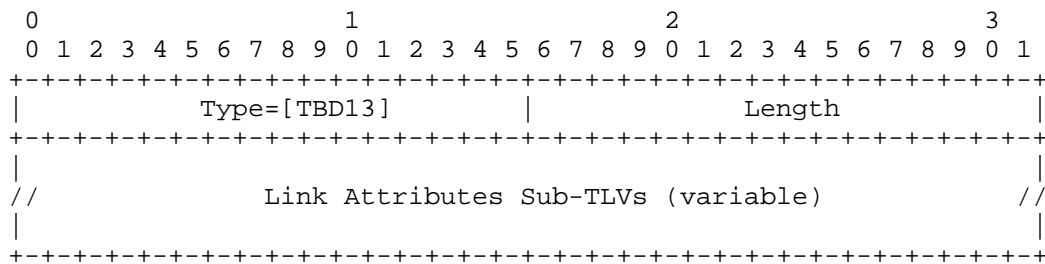 0                   1                   2                   3
 0 1 2 3 4 5 6 7 8 9 0 1 2 3 4 5 6 7 8 9 0 1 2 3 4 5 6 7 8 9 0 1
+-+-+-+-+-+-+-+-+-+-+-+-+-+-+-+-+-+-+-+-+-+-+-+-+-+-+-+-+-+-+-+-+
|           Type=[TBD13]        |             Length            |
+-+-+-+-+-+-+-+-+-+-+-+-+-+-+-+-+-+-+-+-+-+-+-+-+-+-+-+-+-+-+-+-+
|                                                               |
//              Link Attributes Sub-TLVs (variable)            //
|                                                               |
+-+-+-+-+-+-+-+-+-+-+-+-+-+-+-+-+-+-+-+-+-+-+-+-+-+-+-+-+-+-+-+-+